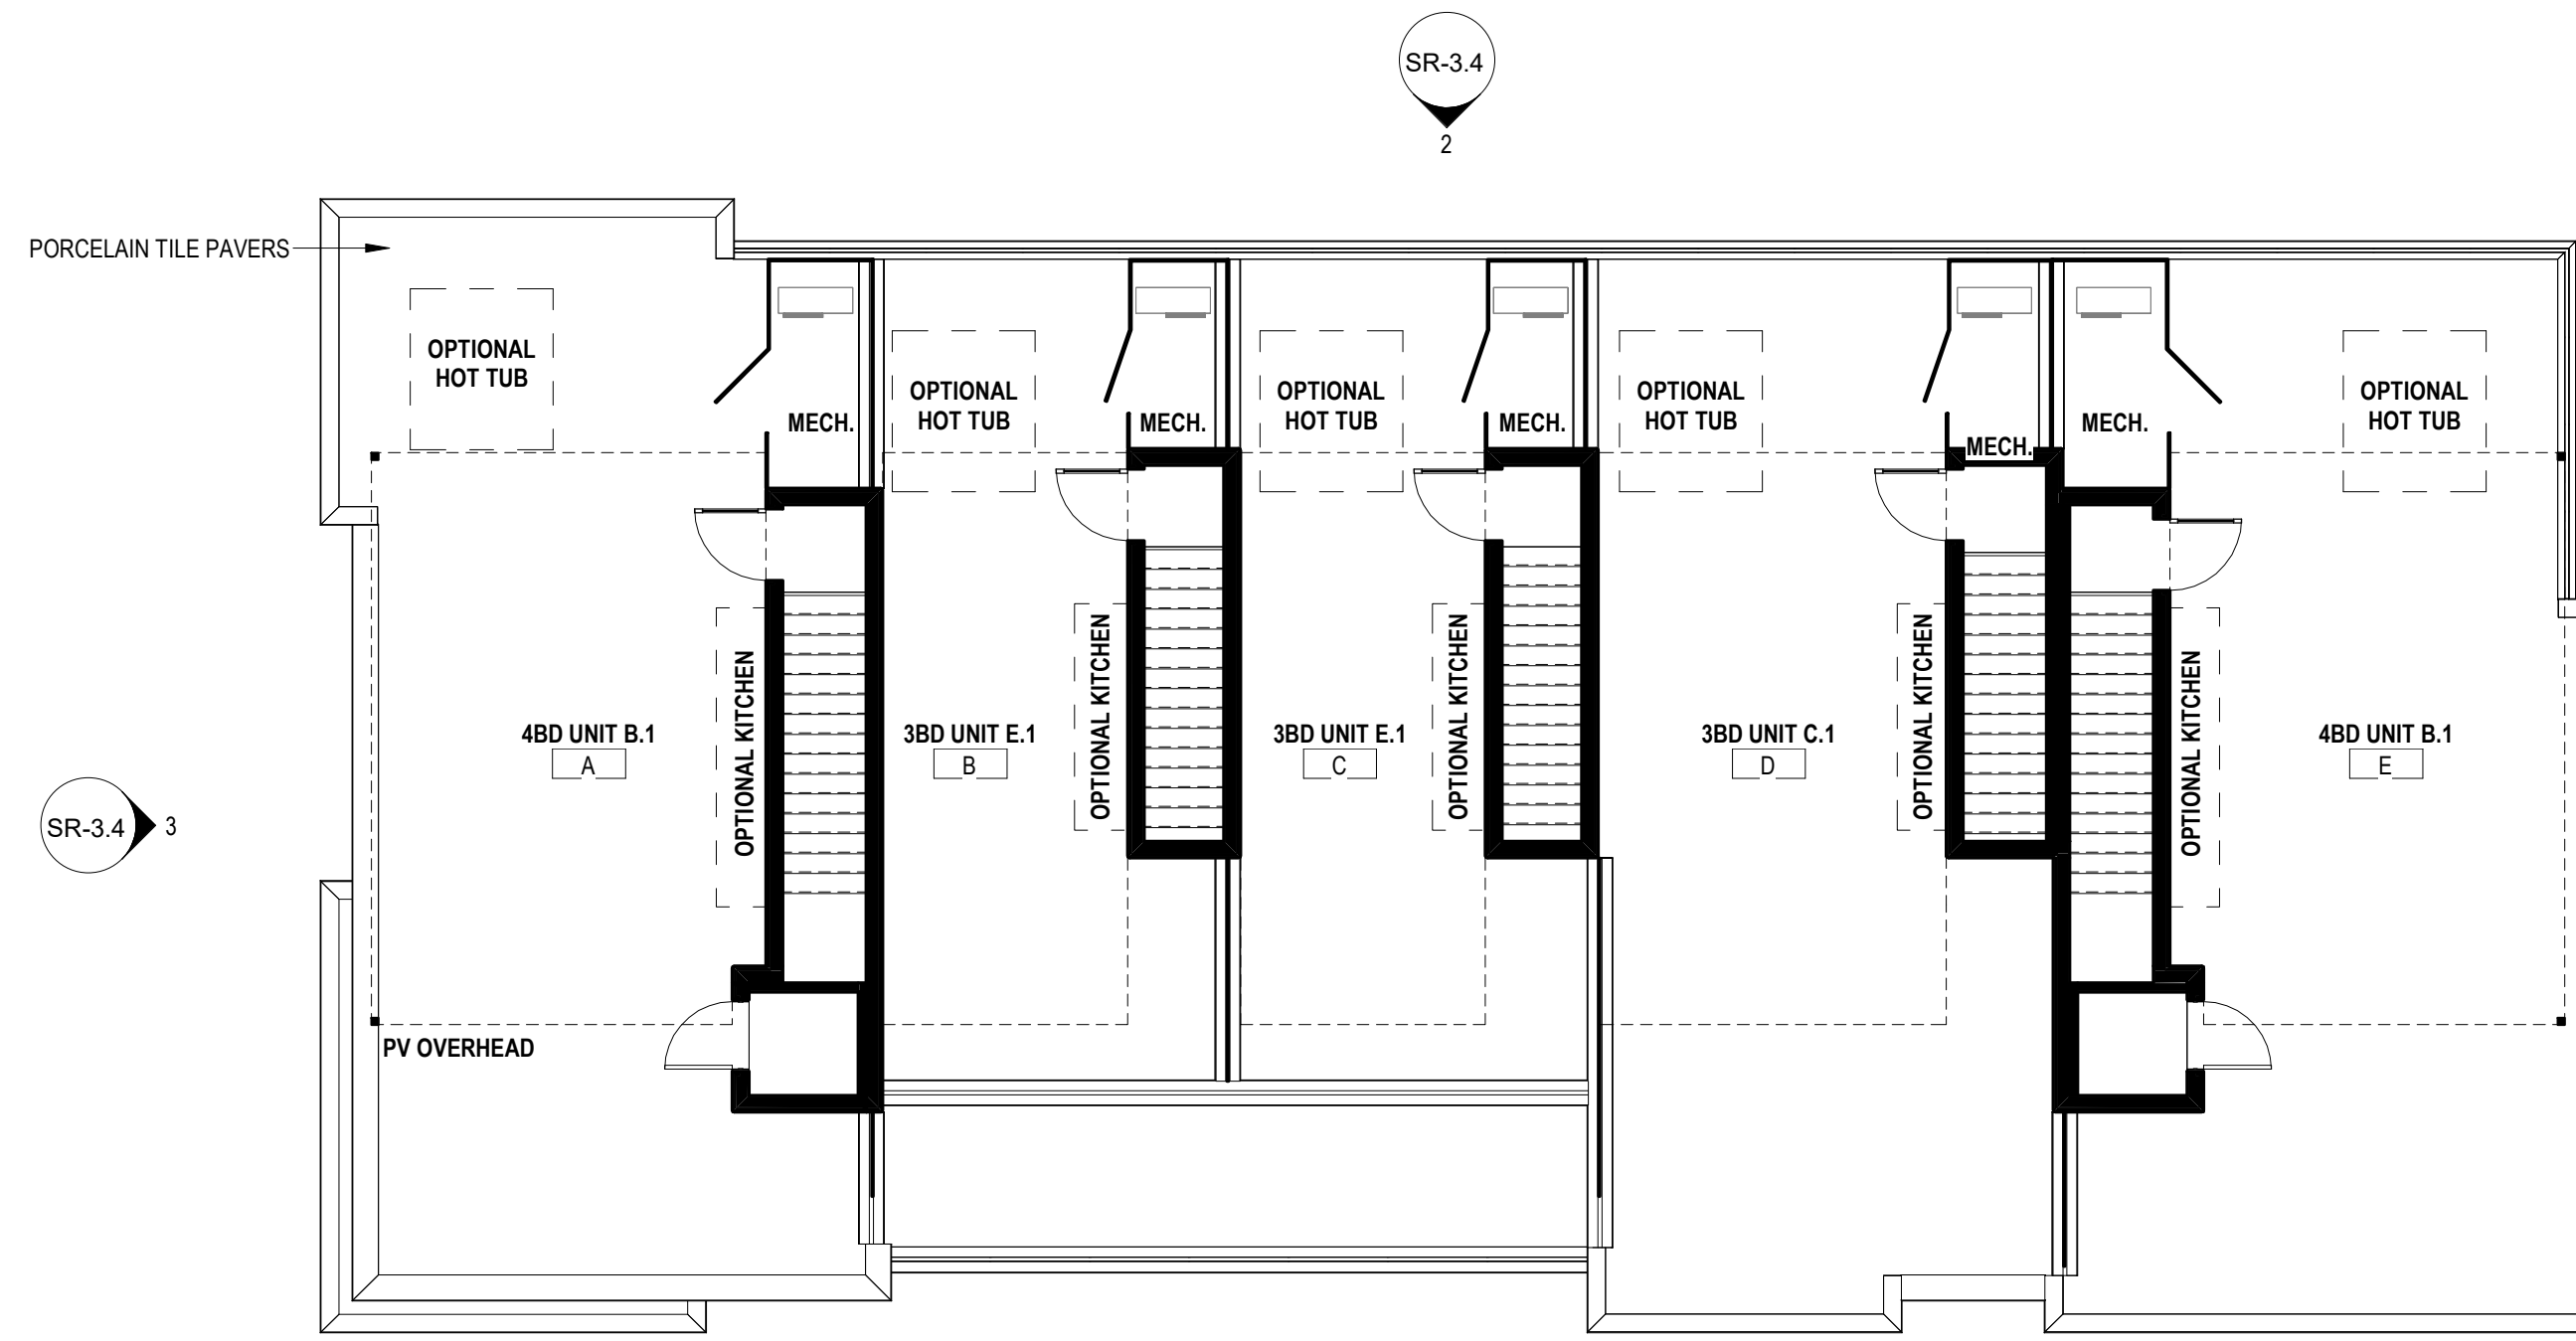 SR-3.4
2
PORCELAIN TILE PAVERS
OPTIONAL
HOT TUB
MECH.
OPTIONAL
HOT TUB
MECH.
OPTIONAL
HOT TUB
MECH.
OPTIONAL
HOT TUB
MECH.
MECH.
OPTIONAL
HOT TUB
4BD UNIT B.1
A
OPTIONAL KITCHEN
3BD UNIT E.1
B
OPTIONAL KITCHEN
3BD UNIT E.1
C
OPTIONAL KITCHEN
3BD UNIT C.1
D
OPTIONAL KITCHEN
OPTIONAL KITCHEN
4BD UNIT B.1
E
SR-3.4
3
PV OVERHEAD